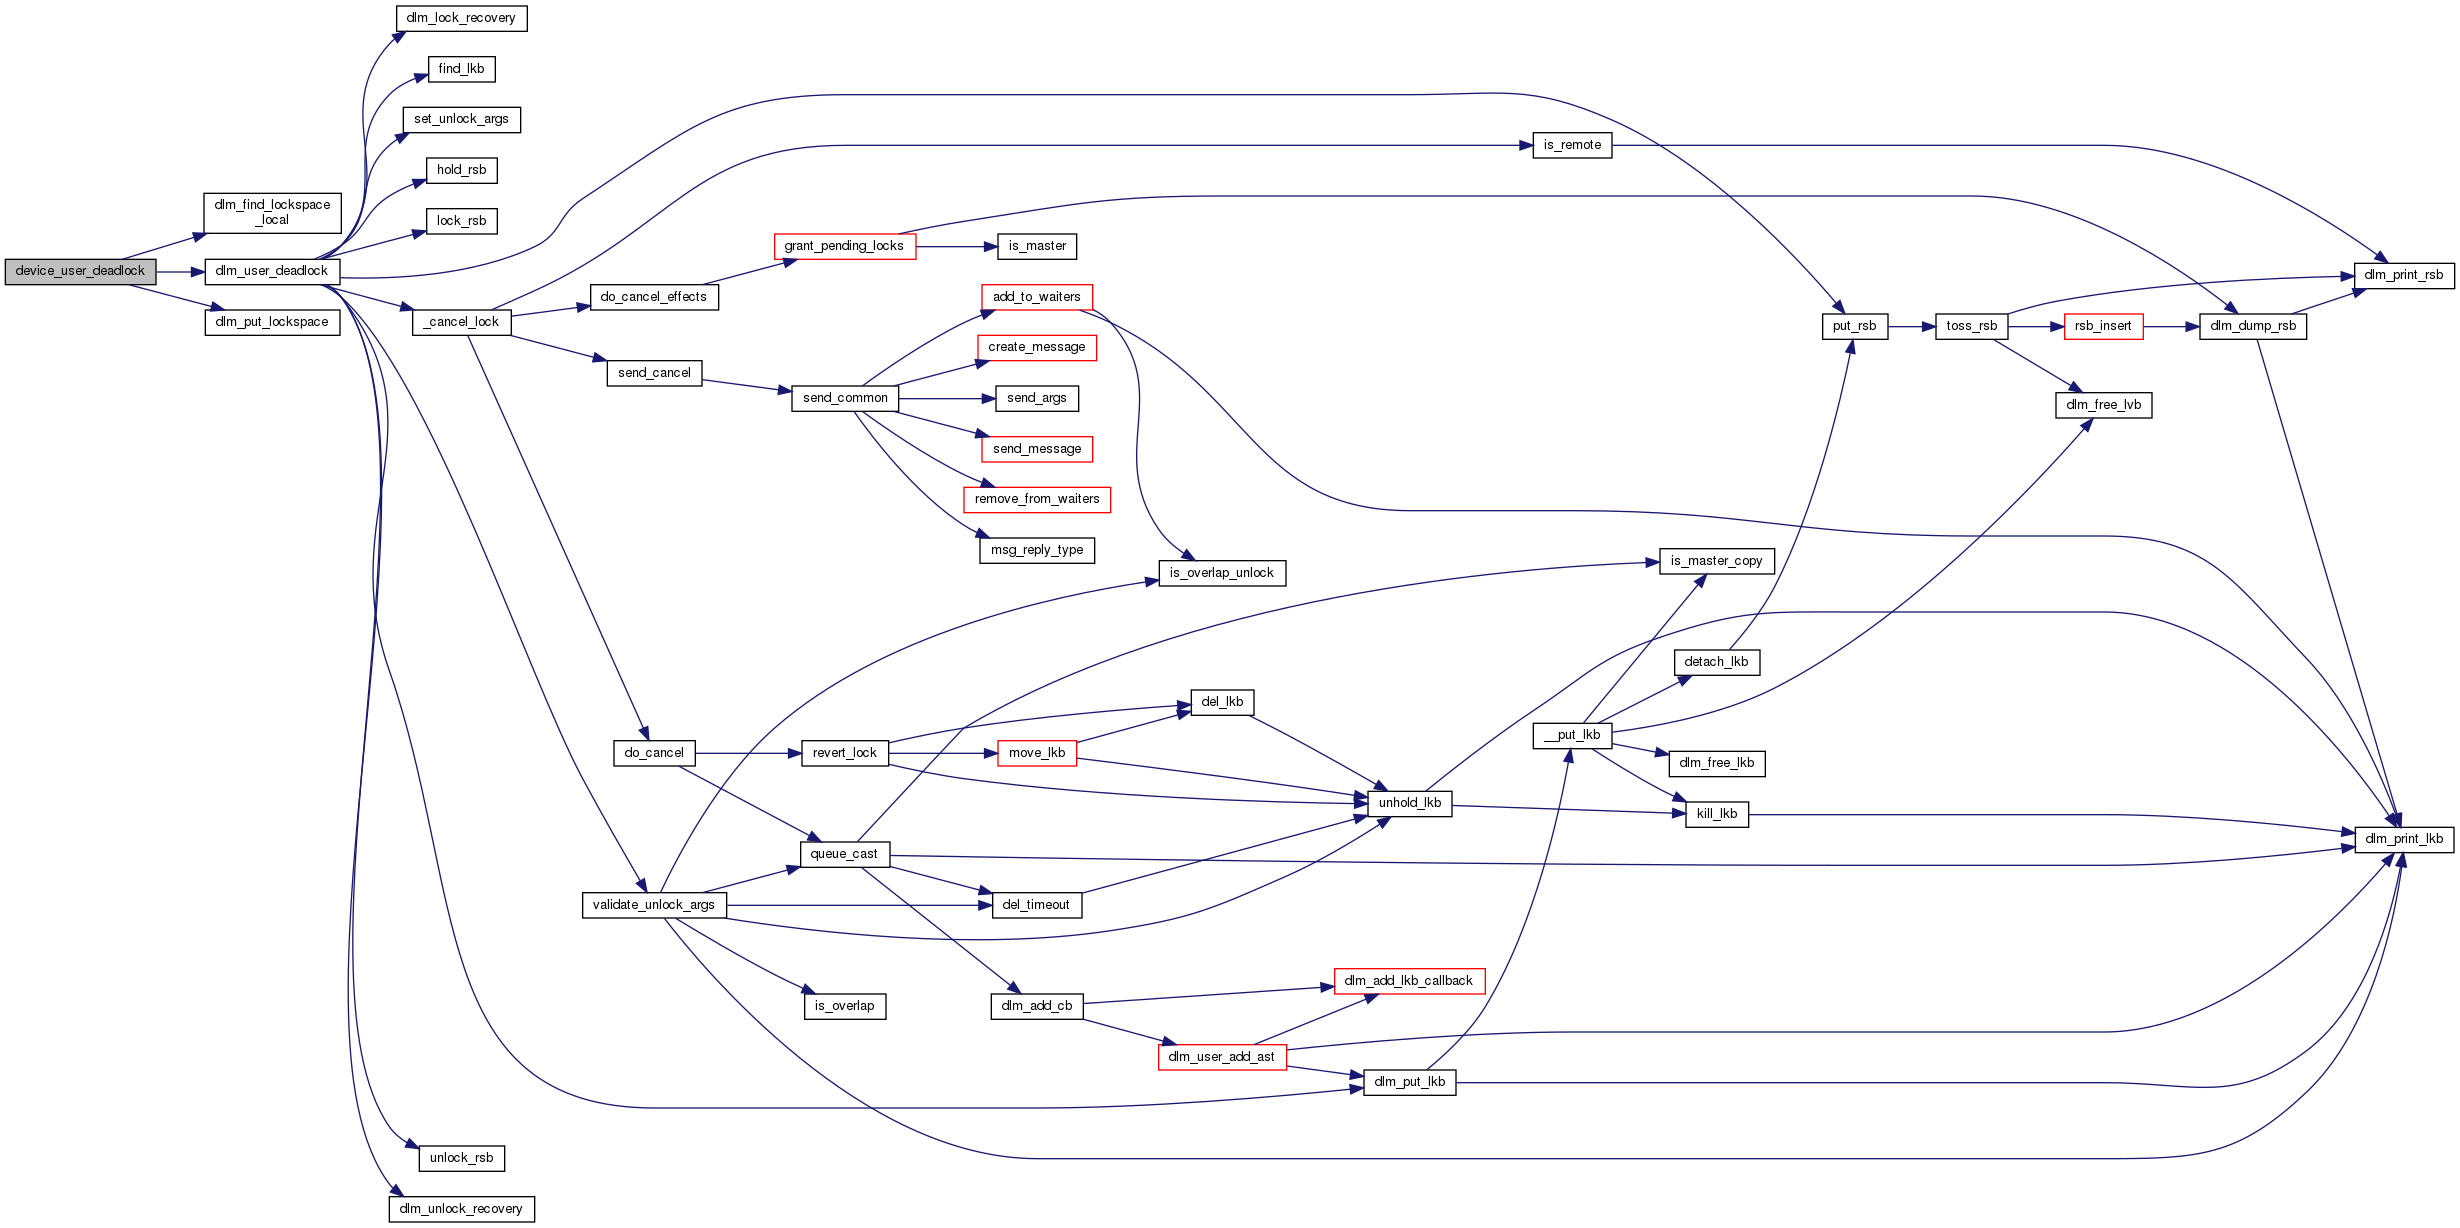 dlm_lock_recovery
find_lkb
set_unlock_args
hold_rsb
lock_rsb
dlm_find_lockspace
_local
device_user_deadlock
dlm_user_deadlock
dlm_put_lockspace
_cancel_lock
do_cancel_effects
send_cancel
grant_pending_locks
is_master
add_to_waiters
create_message
send_common
send_args
send_message
remove_from_waiters
msg_reply_type
is_overlap_unlock
is_remote
put_rsb
toss_rsb
rsb_insert
dlm_dump_rsb
dlm_print_rsb
dlm_free_lvb
is_master_copy
detach_lkb
__put_lkb
dlm_free_lkb
kill_lkb
del_lkb
do_cancel
revert_lock
move_lkb
unhold_lkb
dlm_print_lkb
queue_cast
validate_unlock_args
del_timeout
is_overlap
dlm_add_cb
dlm_add_lkb_callback
dlm_user_add_ast
dlm_put_lkb
unlock_rsb
dlm_unlock_recovery